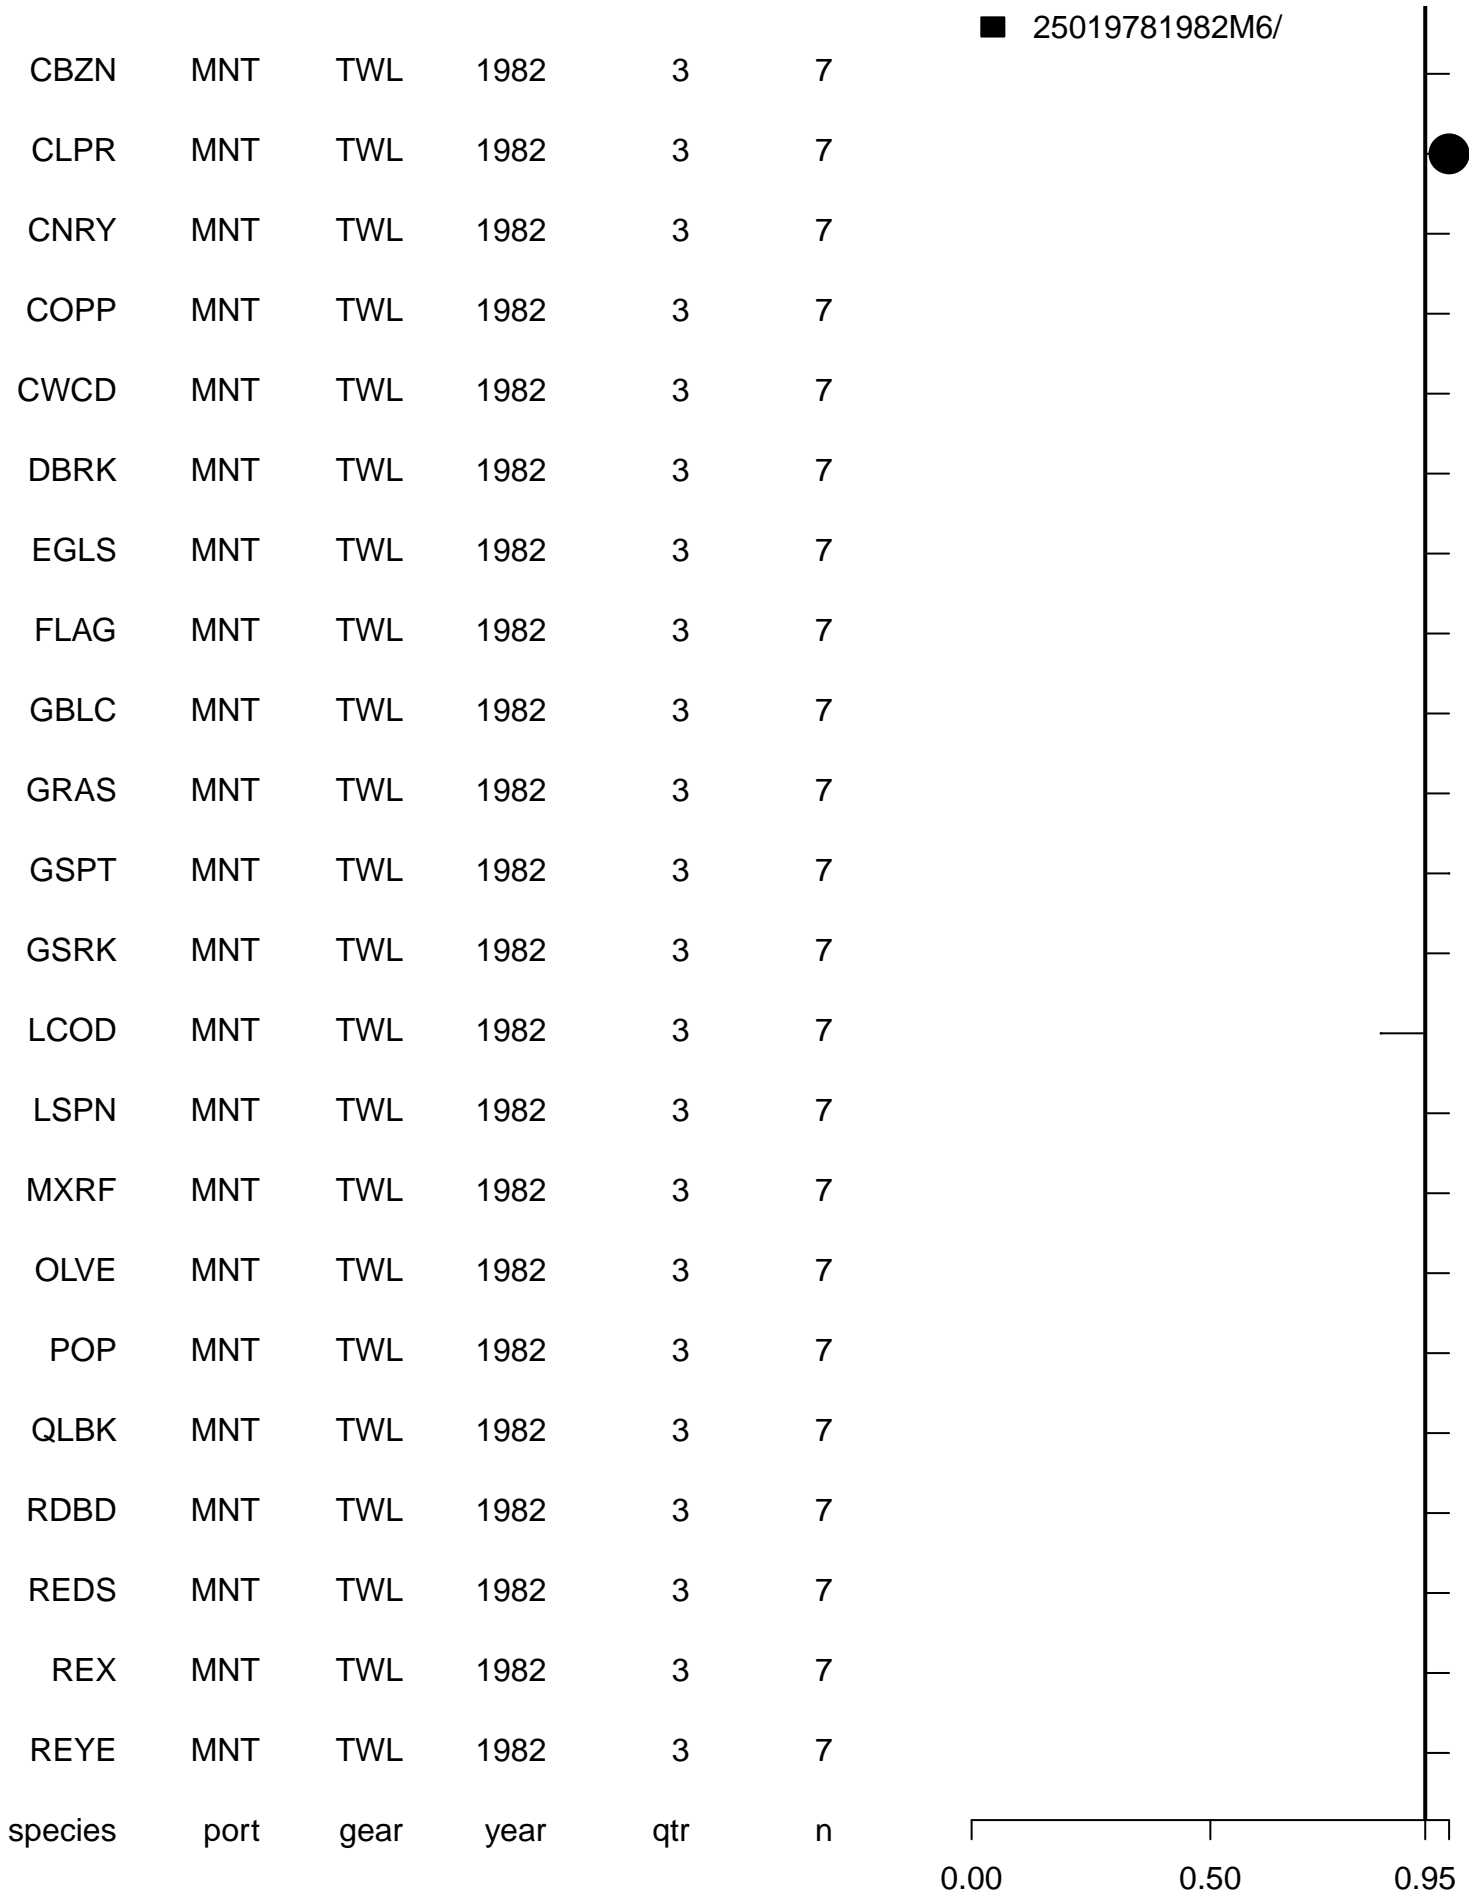 25019781982M6/
CBZN MNT TWL 1982 3 7
CLPR MNT TWL 1982 3 7
CNRY MNT TWL 1982 3 7
COPP MNT TWL 1982 3 7
CWCD MNT TWL 1982 3 7
DBRK MNT TWL 1982 3 7
EGLS MNT TWL 1982 3 7
FLAG MNT TWL 1982 3 7
GBLC MNT TWL 1982 3 7
GRAS MNT TWL 1982 3 7
GSPT MNT TWL 1982 3 7
GSRK MNT TWL 1982 3 7
LCOD MNT TWL 1982 3 7
LSPN MNT TWL 1982 3 7
MXRF MNT TWL 1982 3 7
OLVE MNT TWL 1982 3 7
POP MNT TWL 1982 3 7
QLBK MNT TWL 1982 3 7
RDBD MNT TWL 1982 3 7
REDS MNT TWL 1982 3 7
REX MNT TWL 1982 3 7
REYE MNT TWL 1982 3 7
species port gear year qtr n
0.00 0.50 0.95